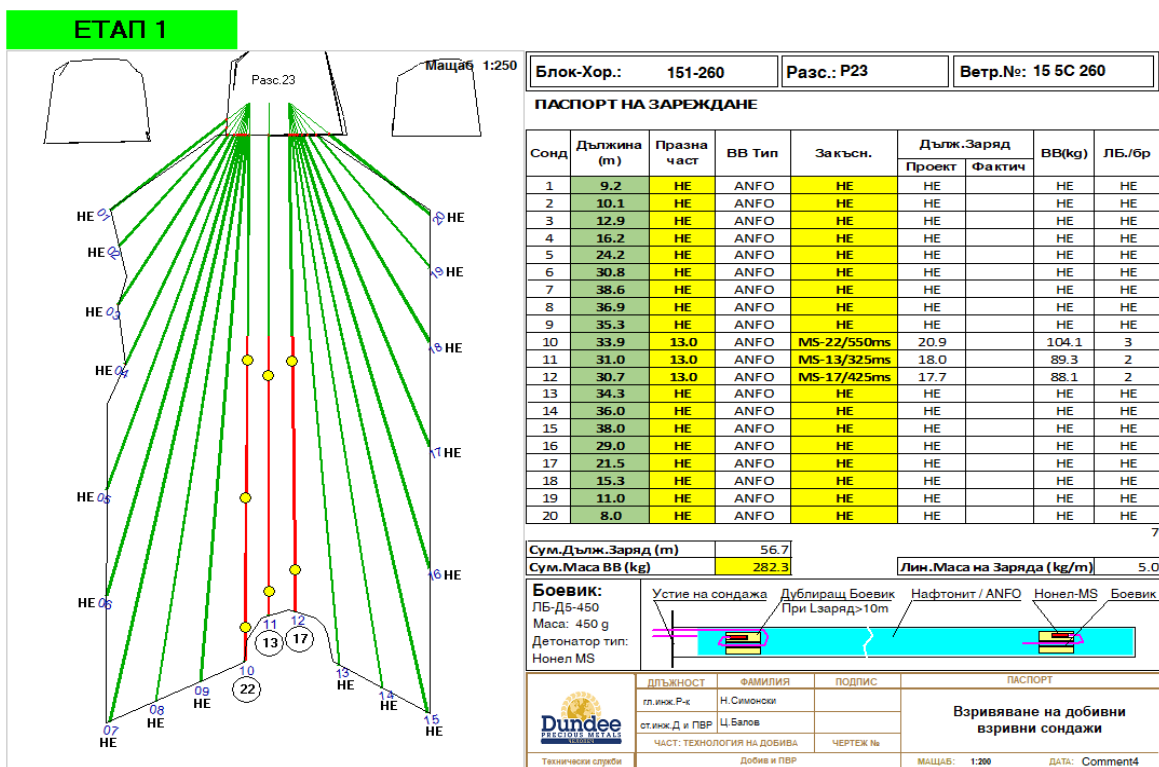 ЕТАП 1
Разс.23
Мащаб 1:250
НЕ 01
НЕ 02
НЕ 03
НЕ 04
НЕ 05
НЕ 06
07
НЕ
08
НЕ
09
НЕ
10
22
11
13
12
17
13
НЕ
14
НЕ
15
НЕ
16 НЕ
17 НЕ
18 НЕ
19 НЕ
20 НЕ
Блок-Хор.: 151-260 Разс.: Р23 Ветр.№: 15 5С 260
ПАСПОРТ НА ЗАРЕЖДАНЕ
Сонд Дължина (m) Празна част ВВ Тип Закъсн. Дълж.Заряд ВВ(kg) ЛБ./бр
Проект Фактич
1 9.2 НЕ ANFO НЕ НЕ НЕ НЕ
2 10.1 НЕ ANFO НЕ НЕ НЕ НЕ
3 12.9 НЕ ANFO НЕ НЕ НЕ НЕ
4 16.2 НЕ ANFO НЕ НЕ НЕ НЕ
5 24.2 НЕ ANFO НЕ НЕ НЕ НЕ
6 30.8 НЕ ANFO НЕ НЕ НЕ НЕ
7 38.6 НЕ ANFO НЕ НЕ НЕ НЕ
8 36.9 НЕ ANFO НЕ НЕ НЕ НЕ
9 35.3 НЕ ANFO НЕ НЕ НЕ НЕ
10 33.9 13.0 ANFO MS-22/550ms 20.9 104.1 3
11 31.0 13.0 ANFO MS-13/325ms 18.0 89.3 2
12 30.7 13.0 ANFO MS-17/425ms 17.7 88.1 2
13 34.3 НЕ ANFO НЕ НЕ НЕ НЕ
14 36.0 НЕ ANFO НЕ НЕ НЕ НЕ
15 38.0 НЕ ANFO НЕ НЕ НЕ НЕ
16 29.0 НЕ ANFO НЕ НЕ НЕ НЕ
17 21.5 НЕ ANFO НЕ НЕ НЕ НЕ
18 15.3 НЕ ANFO НЕ НЕ НЕ НЕ
19 11.0 НЕ ANFO НЕ НЕ НЕ НЕ
20 8.0 НЕ ANFO НЕ НЕ НЕ НЕ
7
Сум.Дълж.Заряд (m) 56.7
Сум.Маса ВВ (kg) 282.3 Лин.Маса на Заряда (kg/m) 5.0
Боевик:
ЛБ-Д5-450
Маса: 450 g
Детонатор тип:
Нонел MS
Устие на сондажа Дублиращ Боевик Нафтонит / ANFO Нонел-MS Боевик
При Lзаряд>10m
Dundee
PRECIOUS METALS
Технически служби
ДЛЪЖНОСТ ФАМИЛИЯ ПОДПИС ПАСПОРТ
гл.инж.Р-к Н.Симонски
ст.инж.Д и ПВР Ц.Балов
Взривяване на добивни
взривни сондажи
ЧАСТ: ТЕХНОЛОГИЯ НА ДОБИВА ЧЕРТЕЖ №
Добив и ПВР МАЩАБ: 1:200 ДАТА: Comment4